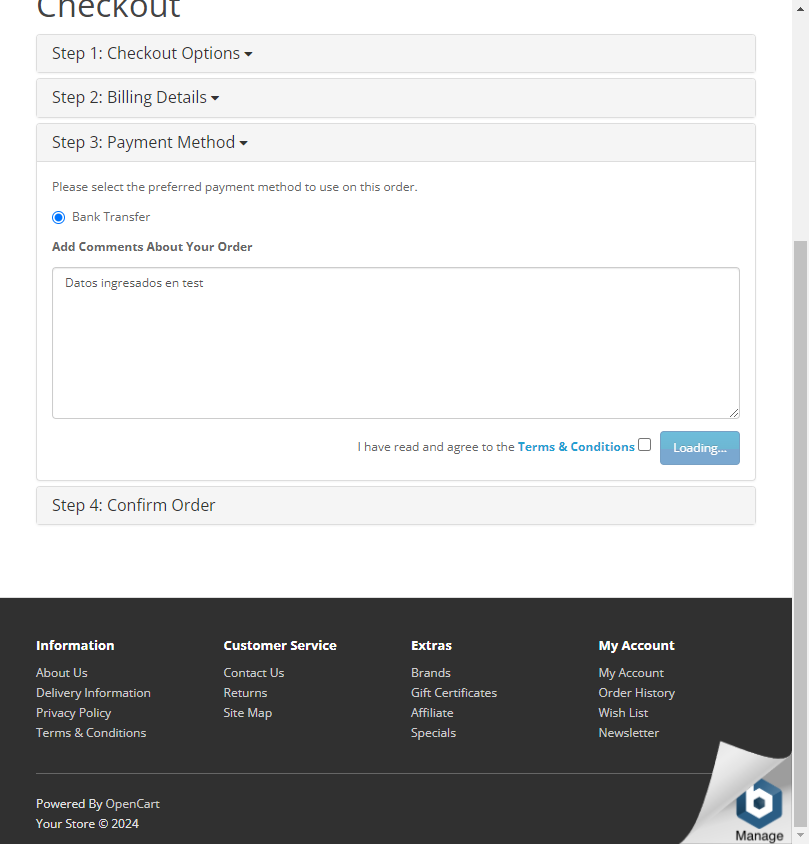 Checkout
Step 1: Checkout Options
Step 2: Billing Details
Step 3: Payment Method
Please select the preferred payment method to use on this order.
Bank Transfer
Add Comments About Your Order
Datos ingresados en test
I have read and agree to the Terms & Conditions
Loading...
Step 4: Confirm Order
Information
About Us
Delivery Information
Privacy Policy
Terms & Conditions
Customer Service
Contact Us
Returns
Site Map
Extras
Brands
Gift Certificates
Affiliate
Specials
My Account
My Account
Order History
Wish List
Newsletter
Powered By OpenCart
Your Store © 2024
b
Manage